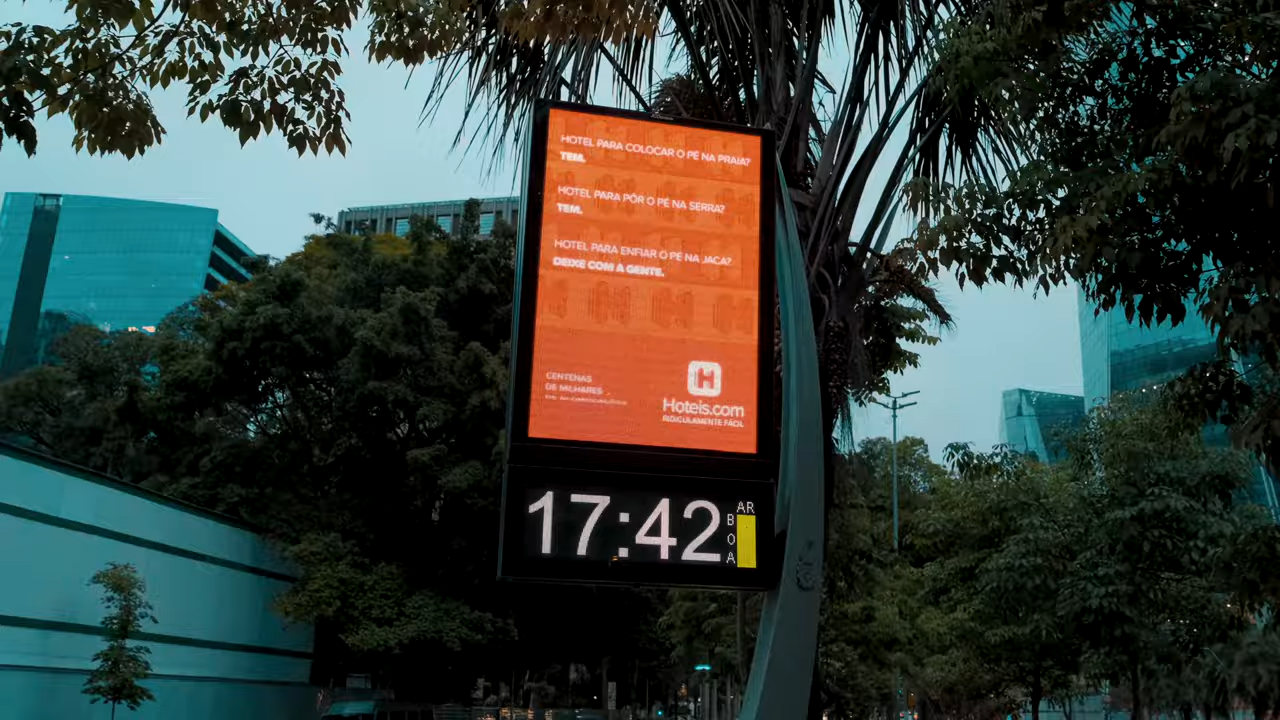 HOTEL PARA COLOCAR O PÉ NA PRAIA?
TEM.
HOTEL PARA PÔR O PÉ NA SERRA?
TEM.
HOTEL PARA ENFIAR O PÉ NA JACA?
DEIXE COM A GENTE.
CENTENAS
DE MILHARES
H
Hoteis.com
RIDICULAMENTE FÁCIL
17:42
AR
BOA